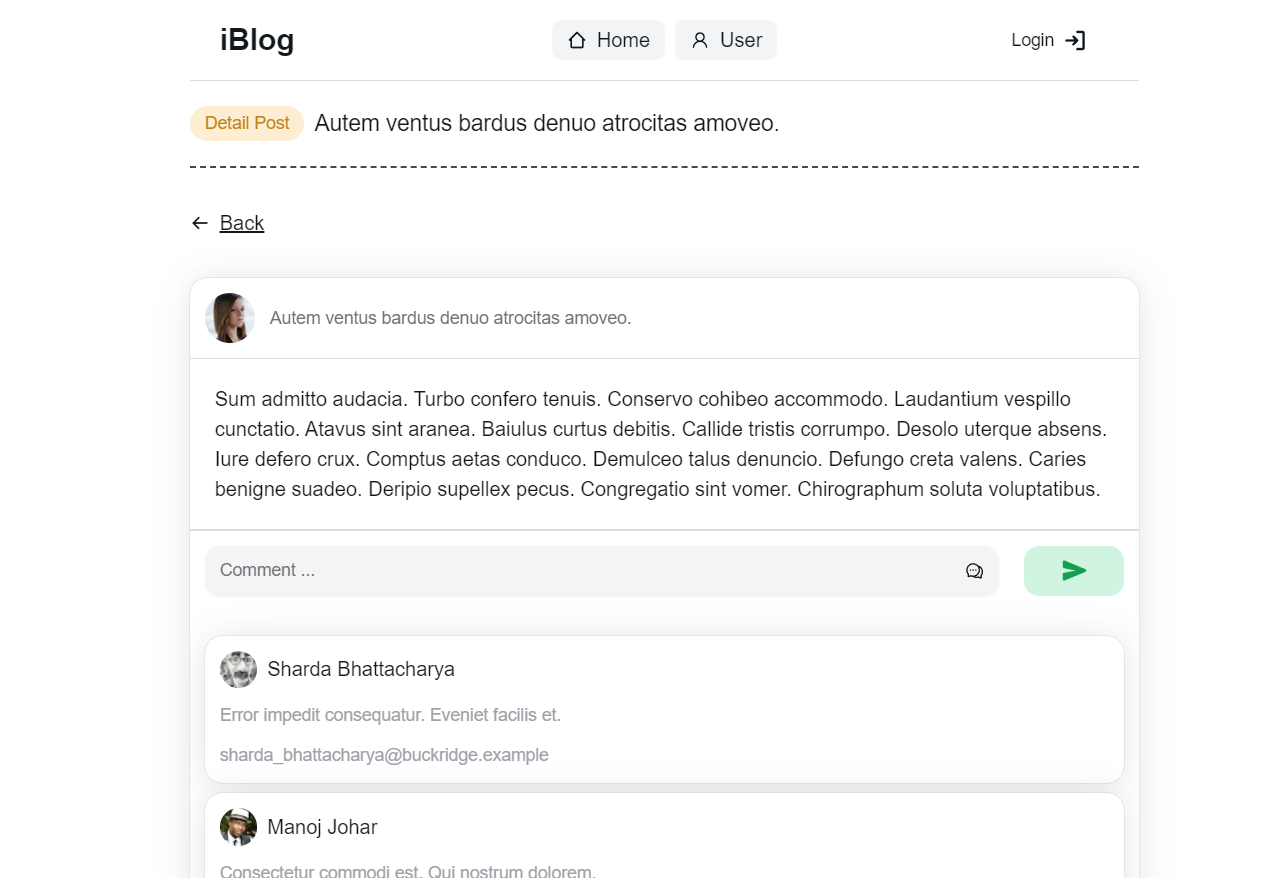 iBlog
Home
User
Login
Detail Post
Autem ventus bardus denuo atrocitas amoveo.
Back
Autem ventus bardus denuo atrocitas amoveo.
Sum admitto audacia. Turbo confero tenuis. Conservo cohibeo accommodo. Laudantium vespillo
cunctatio. Atavus sint aranea. Baiulus curtus debitis. Callide tristis corrumpo. Desolo uterque absens.
Iure defero crux. Comptus aetas conduco. Demulceo talus denuncio. Defungo creta valens. Caries
benigne suadeo. Deripio supellex pecus. Congregatio sint vomer. Chirographum soluta voluptatibus.
Comment ...
Sharda Bhattacharya
Error impedit consequatur. Eveniet facilis et.
sharda_bhattacharya@buckridge.example
Manoj Johar
Consectetur commodi est. Qui nostrum dolorem.